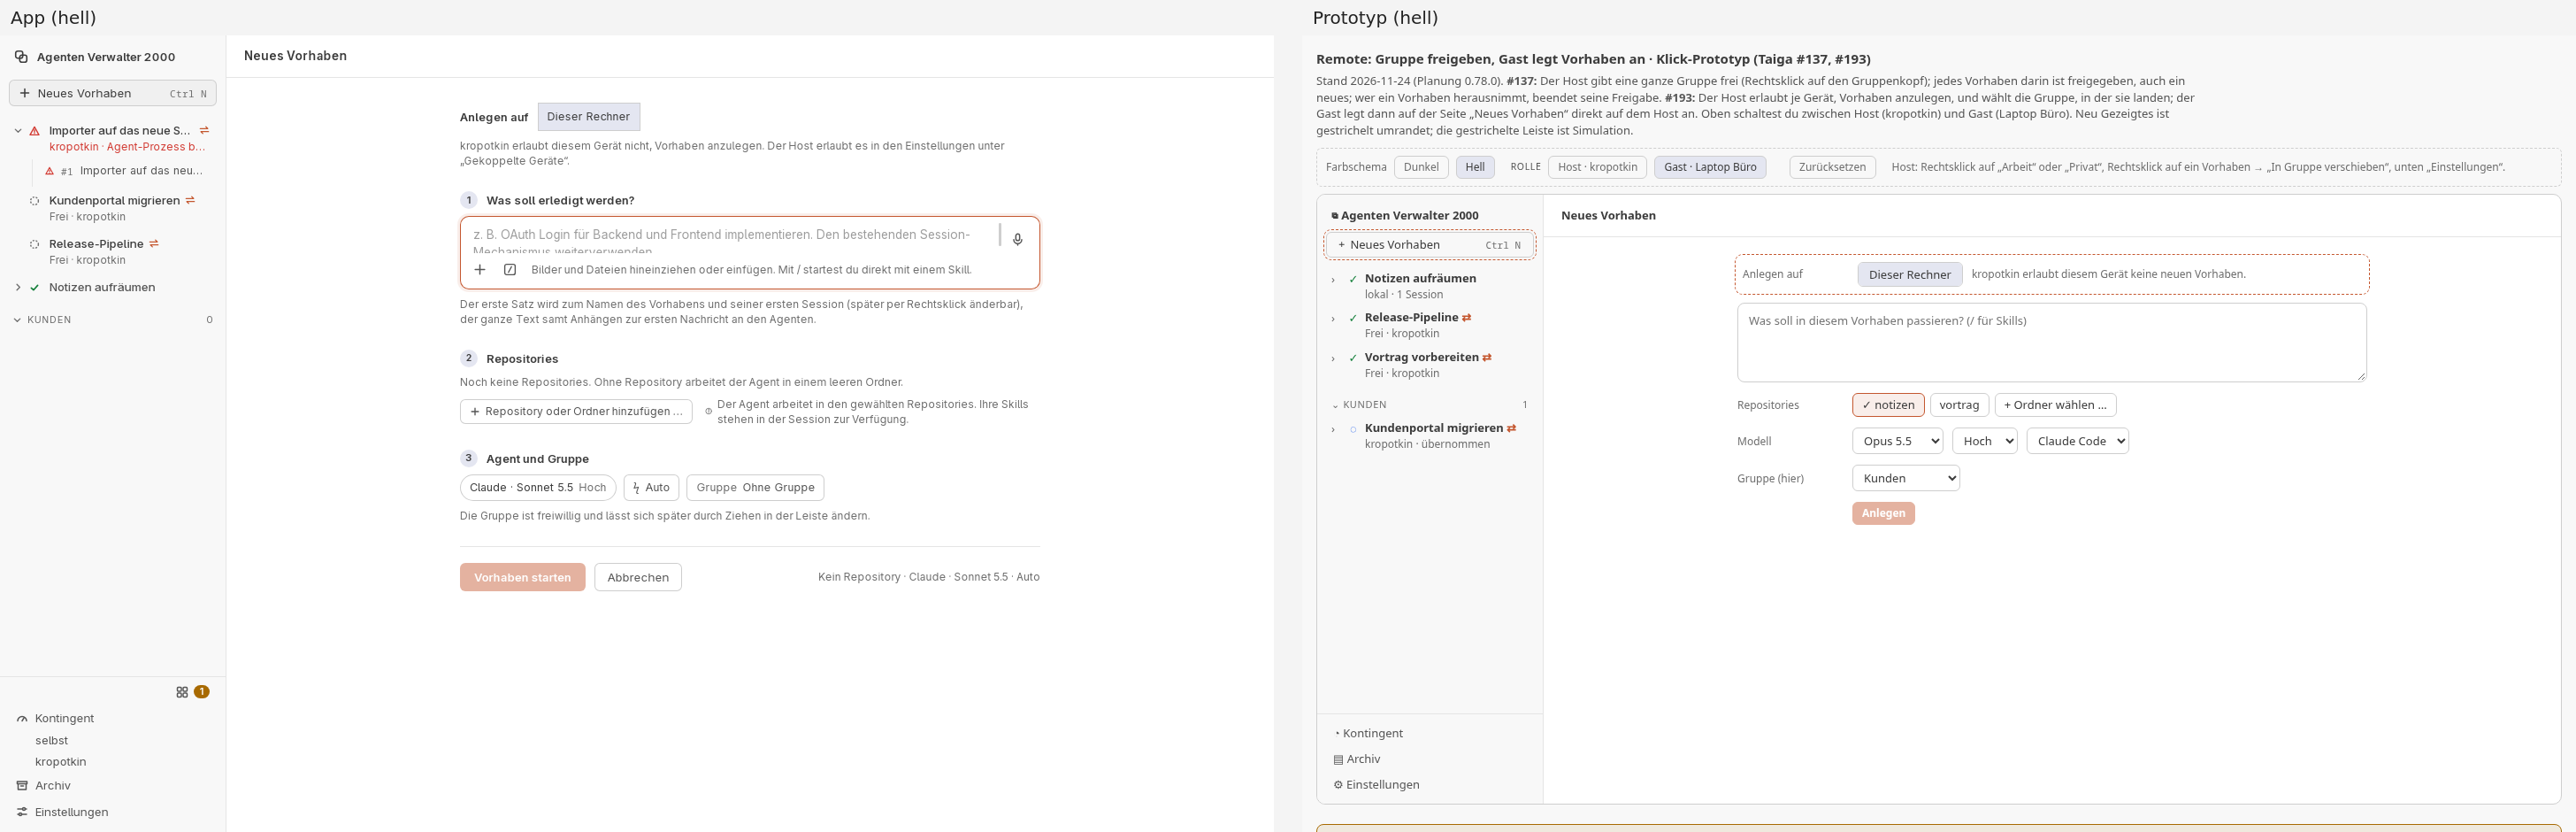 App (hell)
Agenten Verwalter 2000
Neues Vorhaben Ctrl N
Importer auf das neue S…
kropotkin · Agent-Prozess b…
#1 Importer auf das neu…
Kundenportal migrieren
Frei · kropotkin
Release-Pipeline
Frei · kropotkin
Notizen aufräumen
KUNDEN 0
1
Kontingent
selbst
kropotkin
Archiv
Einstellungen
Neues Vorhaben
Anlegen auf Dieser Rechner
kropotkin erlaubt diesem Gerät nicht, Vorhaben anzulegen. Der Host erlaubt es in den Einstellungen unter
„Gekoppelte Geräte“.
1 Was soll erledigt werden?
z. B. OAuth Login für Backend und Frontend implementieren. Den bestehenden Session-
Mechanismus weiterverwenden
Bilder und Dateien hineinziehen oder einfügen. Mit / startest du direkt mit einem Skill.
Der erste Satz wird zum Namen des Vorhabens und seiner ersten Session (später per Rechtsklick änderbar),
der ganze Text samt Anhängen zur ersten Nachricht an den Agenten.
2 Repositories
Noch keine Repositories. Ohne Repository arbeitet der Agent in einem leeren Ordner.
+ Repository oder Ordner hinzufügen …
Der Agent arbeitet in den gewählten Repositories. Ihre Skills
stehen in der Session zur Verfügung.
3 Agent und Gruppe
Claude · Sonnet 5.5 Hoch Auto Gruppe Ohne Gruppe
Die Gruppe ist freiwillig und lässt sich später durch Ziehen in der Leiste ändern.
Vorhaben starten Abbrechen Kein Repository · Claude · Sonnet 5.5 · Auto
Prototyp (hell)
Remote: Gruppe freigeben, Gast legt Vorhaben an · Klick-Prototyp (Taiga #137, #193)
Stand 2026-11-24 (Planung 0.78.0). #137: Der Host gibt eine ganze Gruppe frei (Rechtsklick auf den Gruppenkopf); jedes Vorhaben darin ist freigegeben, auch ein
neues; wer ein Vorhaben herausnimmt, beendet seine Freigabe. #193: Der Host erlaubt je Gerät, Vorhaben anzulegen, und wählt die Gruppe, in der sie landen; der
Gast legt dann auf der Seite „Neues Vorhaben“ direkt auf dem Host an. Oben schaltest du zwischen Host (kropotkin) und Gast (Laptop Büro). Neu Gezeigtes ist
gestrichelt umrandet; die gestrichelte Leiste ist Simulation.
Farbschema Dunkel Hell ROLLE Host · kropotkin Gast · Laptop Büro Zurücksetzen Host: Rechtsklick auf „Arbeit“ oder „Privat“, Rechtsklick auf ein Vorhaben → „In Gruppe verschieben“, unten „Einstellungen“.
Agenten Verwalter 2000
+ Neues Vorhaben Ctrl N
› ✓ Notizen aufräumen
lokal · 1 Session
› ✓ Release-Pipeline ⇄
Frei · kropotkin
› ✓ Vortrag vorbereiten ⇄
Frei · kropotkin
KUNDEN 1
› Kundenportal migrieren ⇄
kropotkin · übernommen
Kontingent
Archiv
Einstellungen
Neues Vorhaben
Anlegen auf Dieser Rechner kropotkin erlaubt diesem Gerät keine neuen Vorhaben.
Was soll in diesem Vorhaben passieren? (/ für Skills)
Repositories ✓ notizen vortrag + Ordner wählen …
Modell Opus 5.5 Hoch Claude Code
Gruppe (hier) Kunden
Anlegen